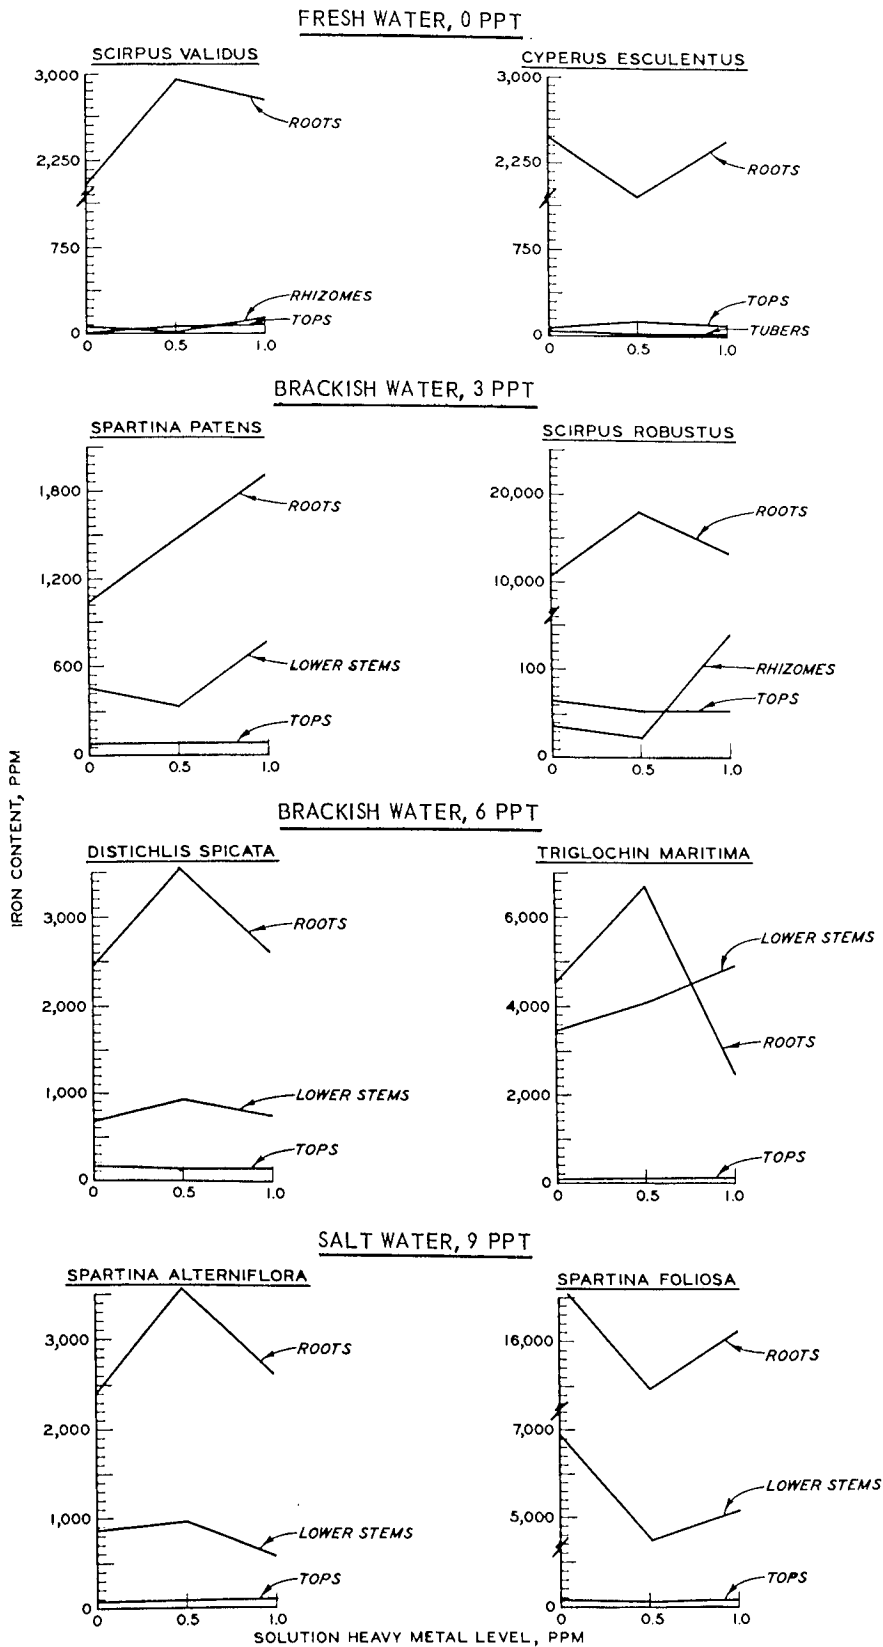 FRESH WATER, 0 PPT
SCIRPUS VALIDUS
3,000
2,250
750
0
ROOTS
RHIZOMES
TOPS
0 0.5 1.0
CYPERUS ESCULENTUS
3,000
2,250
750
0
ROOTS
TOPS
TUBERS
0 0.5 1.0
BRACKISH WATER, 3 PPT
SPARTINA PATENS
1,800
1,200
600
0
ROOTS
LOWER STEMS
TOPS
0 0.5 1.0
SCIRPUS ROBUSTUS
20,000
10,000
100
0
ROOTS
RHIZOMES
TOPS
0 0.5 1.0
IRON CONTENT, PPM
BRACKISH WATER, 6 PPT
DISTICHLIS SPICATA
3,000
2,000
1,000
0
ROOTS
LOWER STEMS
TOPS
0 0.5 1.0
TRIGLOCHIN MARITIMA
6,000
4,000
2,000
0
LOWER STEMS
ROOTS
TOPS
0 0.5 1.0
SALT WATER, 9 PPT
SPARTINA ALTERNIFLORA
3,000
2,000
1,000
0
ROOTS
LOWER STEMS
TOPS
0 0.5 1.0
SPARTINA FOLIOSA
16,000
7,000
5,000
0
ROOTS
LOWER STEMS
TOPS
0 0.5 1.0
SOLUTION HEAVY METAL LEVEL, PPM